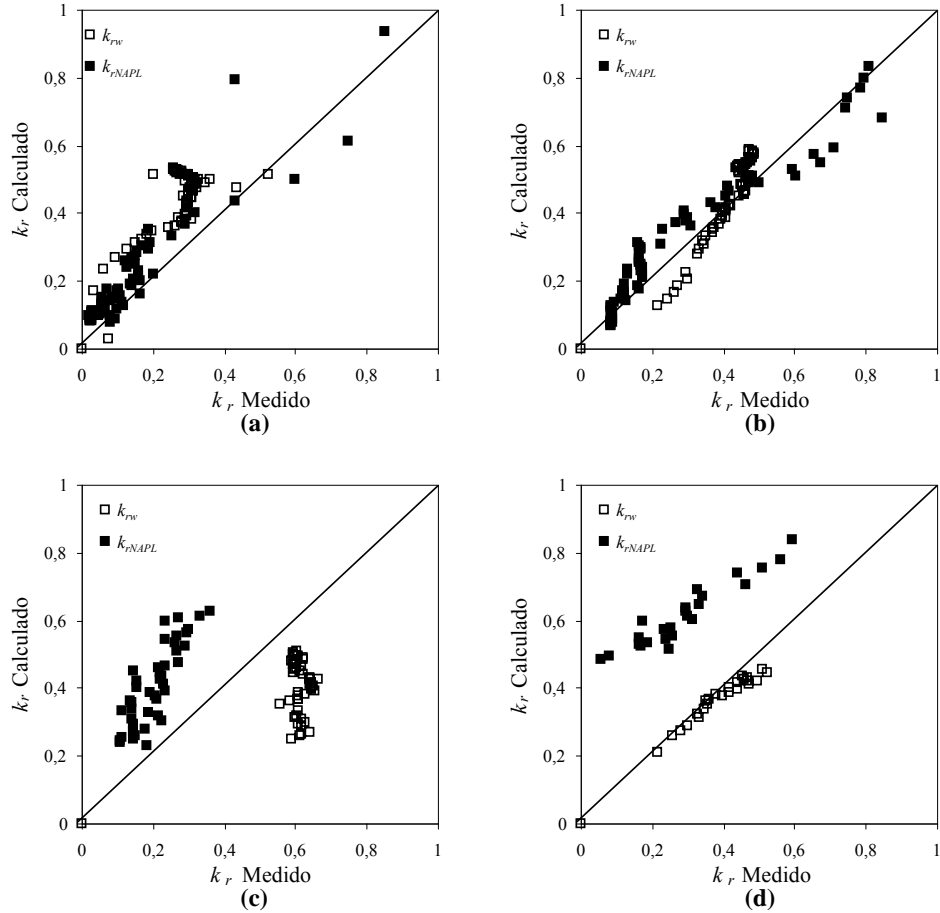 1
0,8
0,6
0,4
0,2
0
k_r Calculado
k_rw
k_rNAPL
0 0,2 0,4 0,6 0,8 1
k_r Medido
(a)
1
0,8
0,6
0,4
0,2
0
k_r Calculado
k_rw
k_rNAPL
0 0,2 0,4 0,6 0,8 1
k_r Medido
(b)
1
0,8
0,6
0,4
0,2
0
k_r Calculado
k_rw
k_rNAPL
0 0,2 0,4 0,6 0,8 1
k_r Medido
(c)
1
0,8
0,6
0,4
0,2
0
k_r Calculado
k_rw
k_rNAPL
0 0,2 0,4 0,6 0,8 1
k_r Medido
(d)